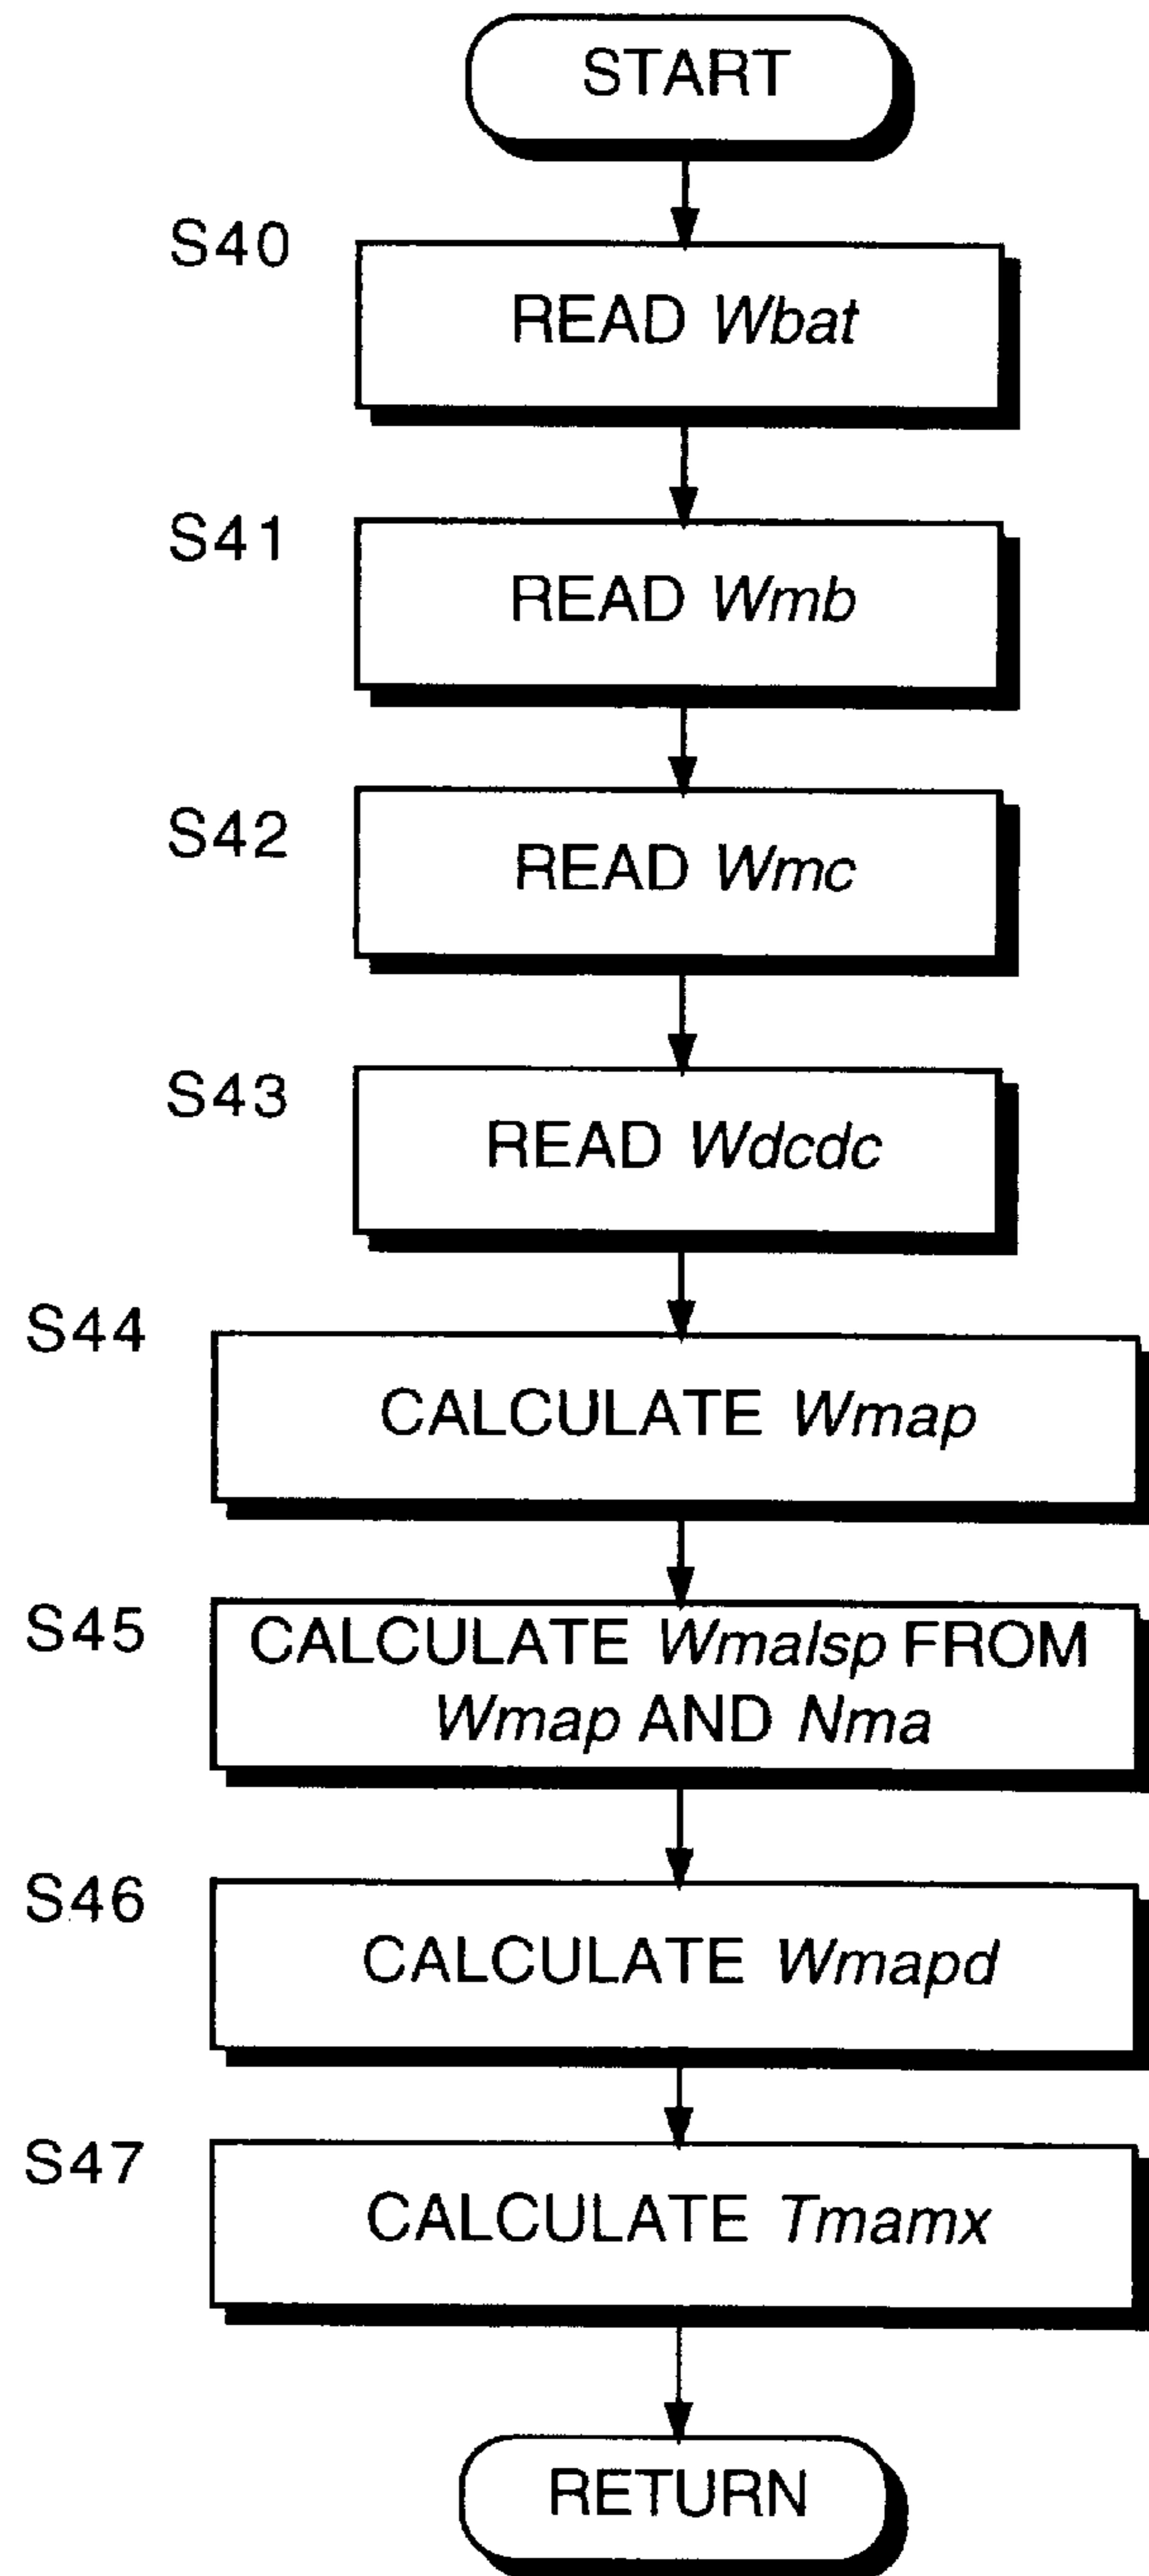 START
S40
READ Wbat
S41
READ Wmb
S42
READ Wmc
S43
READ Wdcdc
S44
CALCULATE Wmap
S45
CALCULATE Wmalsp FROM
Wmap AND Nma
S46
CALCULATE Wmapd
S47
CALCULATE Tmamx
RETURN